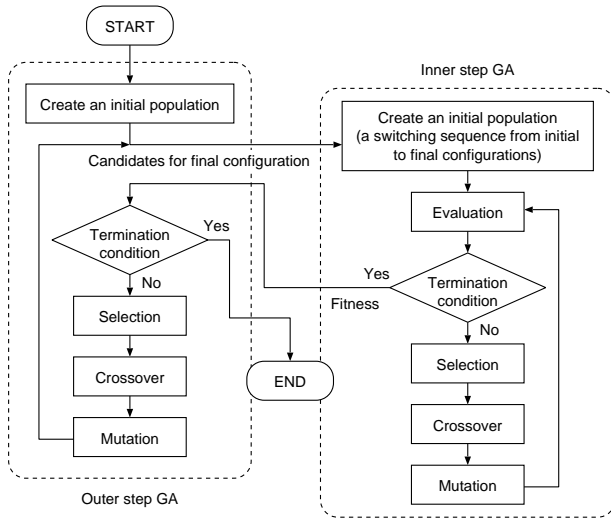 START
Create an initial population
Candidates for final configuration
Termination
condition
Yes
No
Selection
Crossover
Mutation
END
Outer step GA
Inner step GA
Create an initial population
(a switching sequence from initial
to final configurations)
Evaluation
Termination
condition
Yes
Fitness
No
Selection
Crossover
Mutation